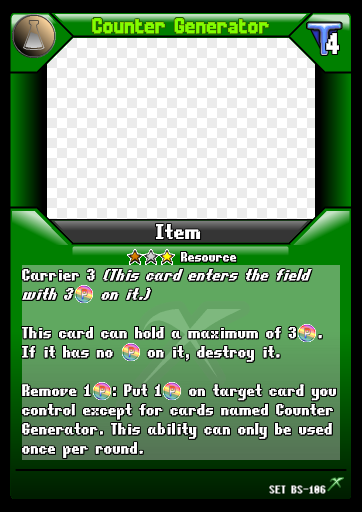 Counter Generator
T4
Item
Resource
Carrier 3 (This card enters the field
with 3 P on it.)
This card can hold a maximum of 3 P.
If it has no P on it, destroy it.
Remove 1 P: Put 1 P on target card you
control except for cards named Counter
Generator. This ability can only be used
once per round.
SET BS-106